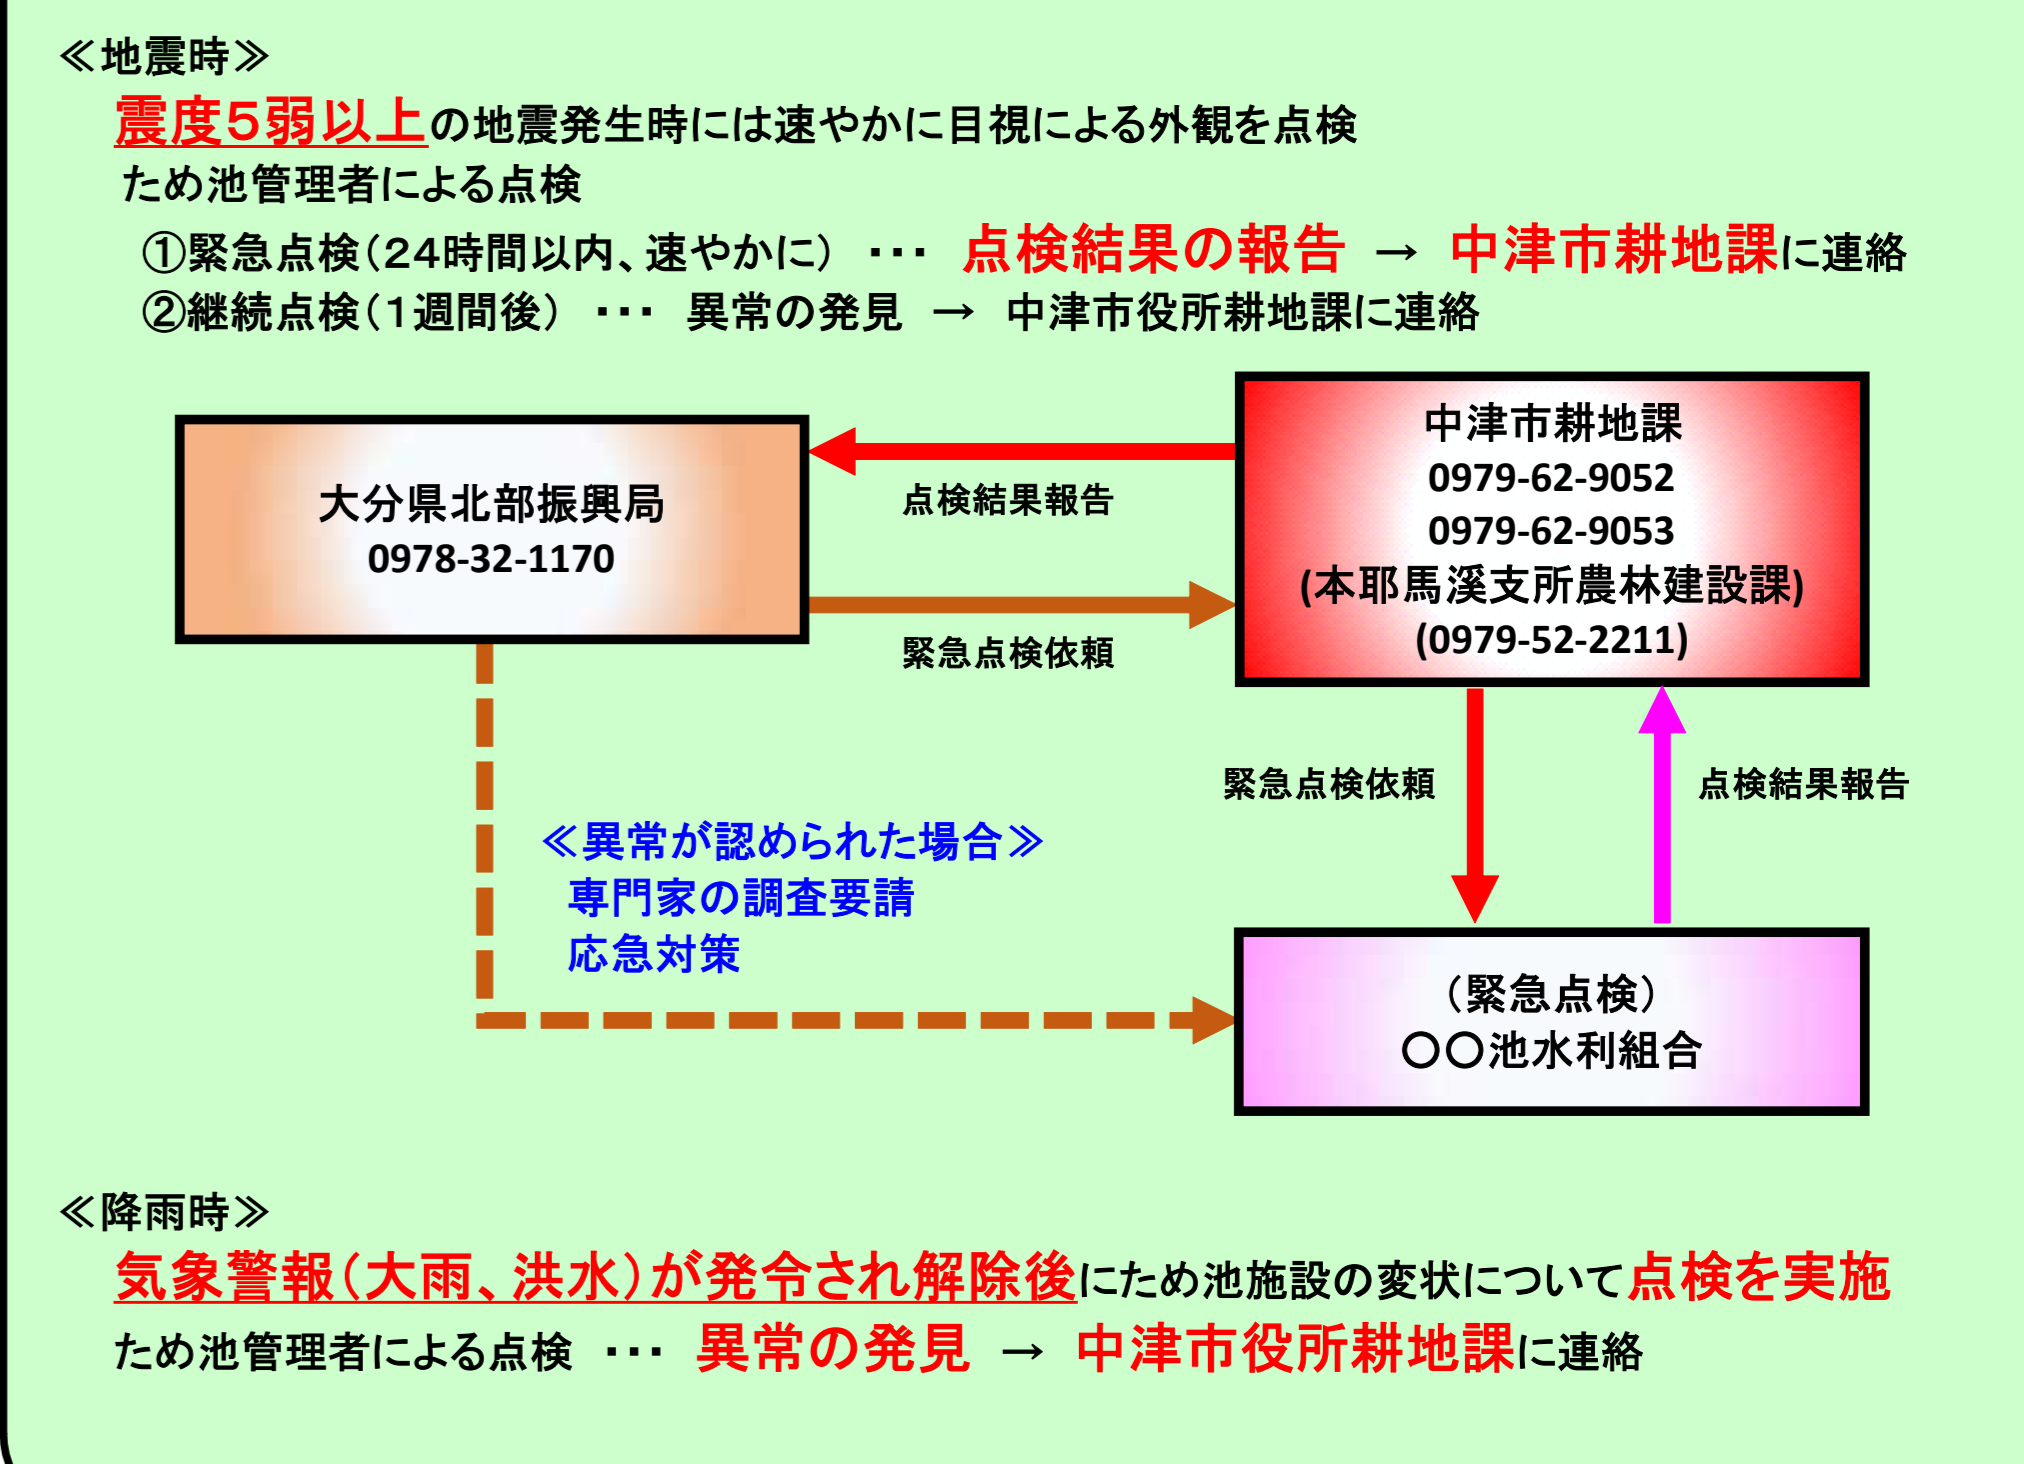 ≪地震時≫
震度5弱以上の地震発生時には速やかに目視による外観を点検
ため池管理者による点検
①緊急点検(24時間以内、速やかに) ・・・ 点検結果の報告 → 中津市耕地課に連絡
②継続点検(1週間後) ・・・ 異常の発見 → 中津市役所耕地課に連絡
大分県北部振興局
0978-32-1170
点検結果報告
緊急点検依頼
中津市耕地課
0979-62-9052
0979-62-9053
(本耶馬溪支所農林建設課)
(0979-52-2211)
緊急点検依頼
点検結果報告
≪異常が認められた場合≫
専門家の調査要請
応急対策
(緊急点検)
〇〇池水利組合
≪降雨時≫
気象警報(大雨、洪水)が発令され解除後にため池施設の変状について点検を実施
ため池管理者による点検 ・・・ 異常の発見 → 中津市役所耕地課に連絡